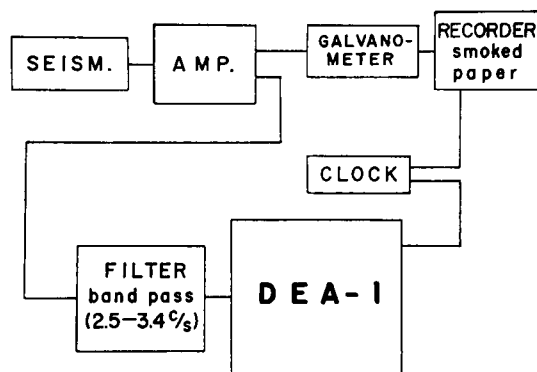 SEISM.
AMP.
GALVANO-
METER
RECORDER
smoked
paper
CLOCK
FILTER
band pass
(2.5—3.4 c/s)
DEA-1